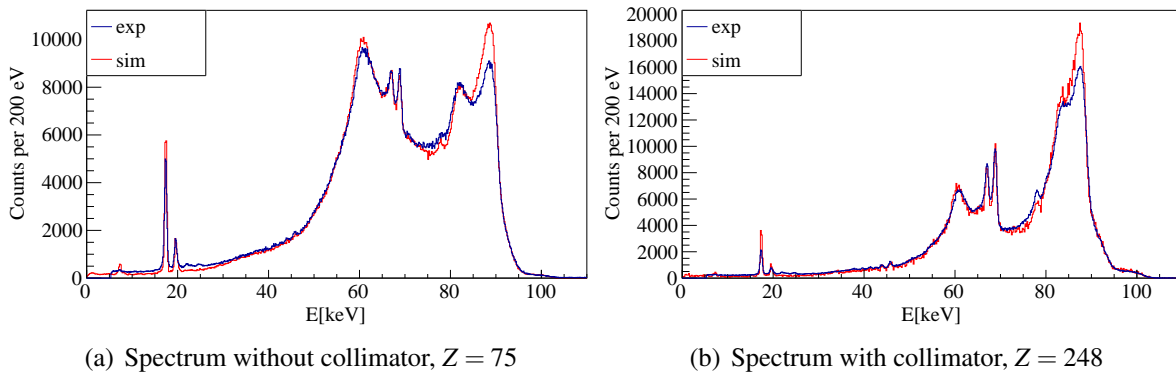 exp
sim
Counts per 200 eV
10000
8000
6000
4000
2000
0
0 20 40 60 80 100
E[keV]
(a) Spectrum without collimator, Z = 75
exp
sim
Counts per 200 eV
20000
18000
16000
14000
12000
10000
8000
6000
4000
2000
0
0 20 40 60 80 100
E[keV]
(b) Spectrum with collimator, Z = 248